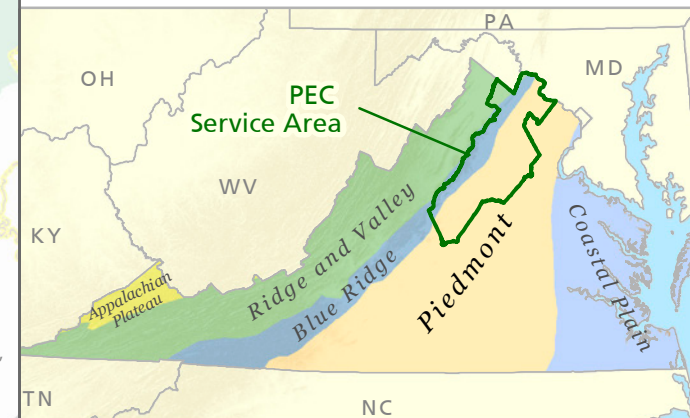 PA
OH
MD
PEC
Service Area
WV
KY
Ridge and Valley
Coastal Plain
Appalachian
Plateau
Blue Ridge
Piedmont
TN
NC